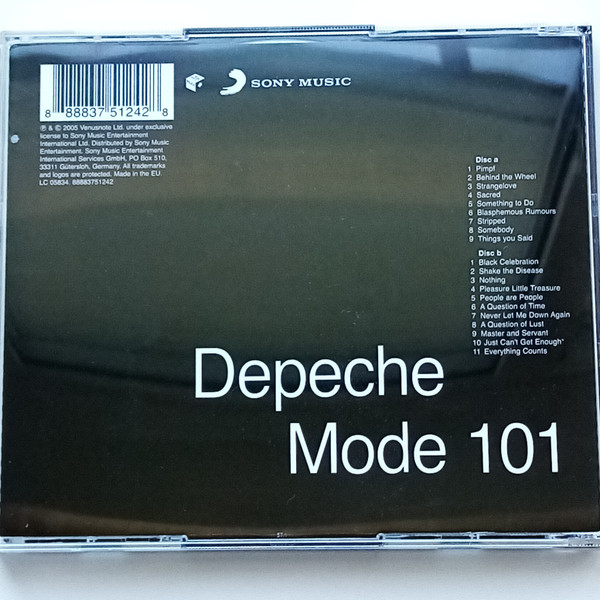 SONY MUSIC
8 88837 51242 8
℗ & © 2005 Venusnote Ltd. under exclusive
license to Sony Music Entertainment
International Ltd. Distributed by Sony Music
Entertainment. Sony Music Entertainment
International Services GmbH, PO Box 510,
33311 Gütersloh, Germany. All trademarks
and logos are protected. Made in the EU.
LC 05834. 88883751242
Disc a
1 Pimpf
2 Behind the Wheel
3 Strangelove
4 Sacred
5 Something to Do
6 Blasphemous Rumours
7 Stripped
8 Somebody
9 Things you Said
Disc b
1 Black Celebration
2 Shake the Disease
3 Nothing
4 Pleasure Little Treasure
5 People are People
6 A Question of Time
7 Never Let Me Down Again
8 A Question of Lust
9 Master and Servant
10 Just Can't Get Enough*
11 Everything Counts
Depeche
Mode 101